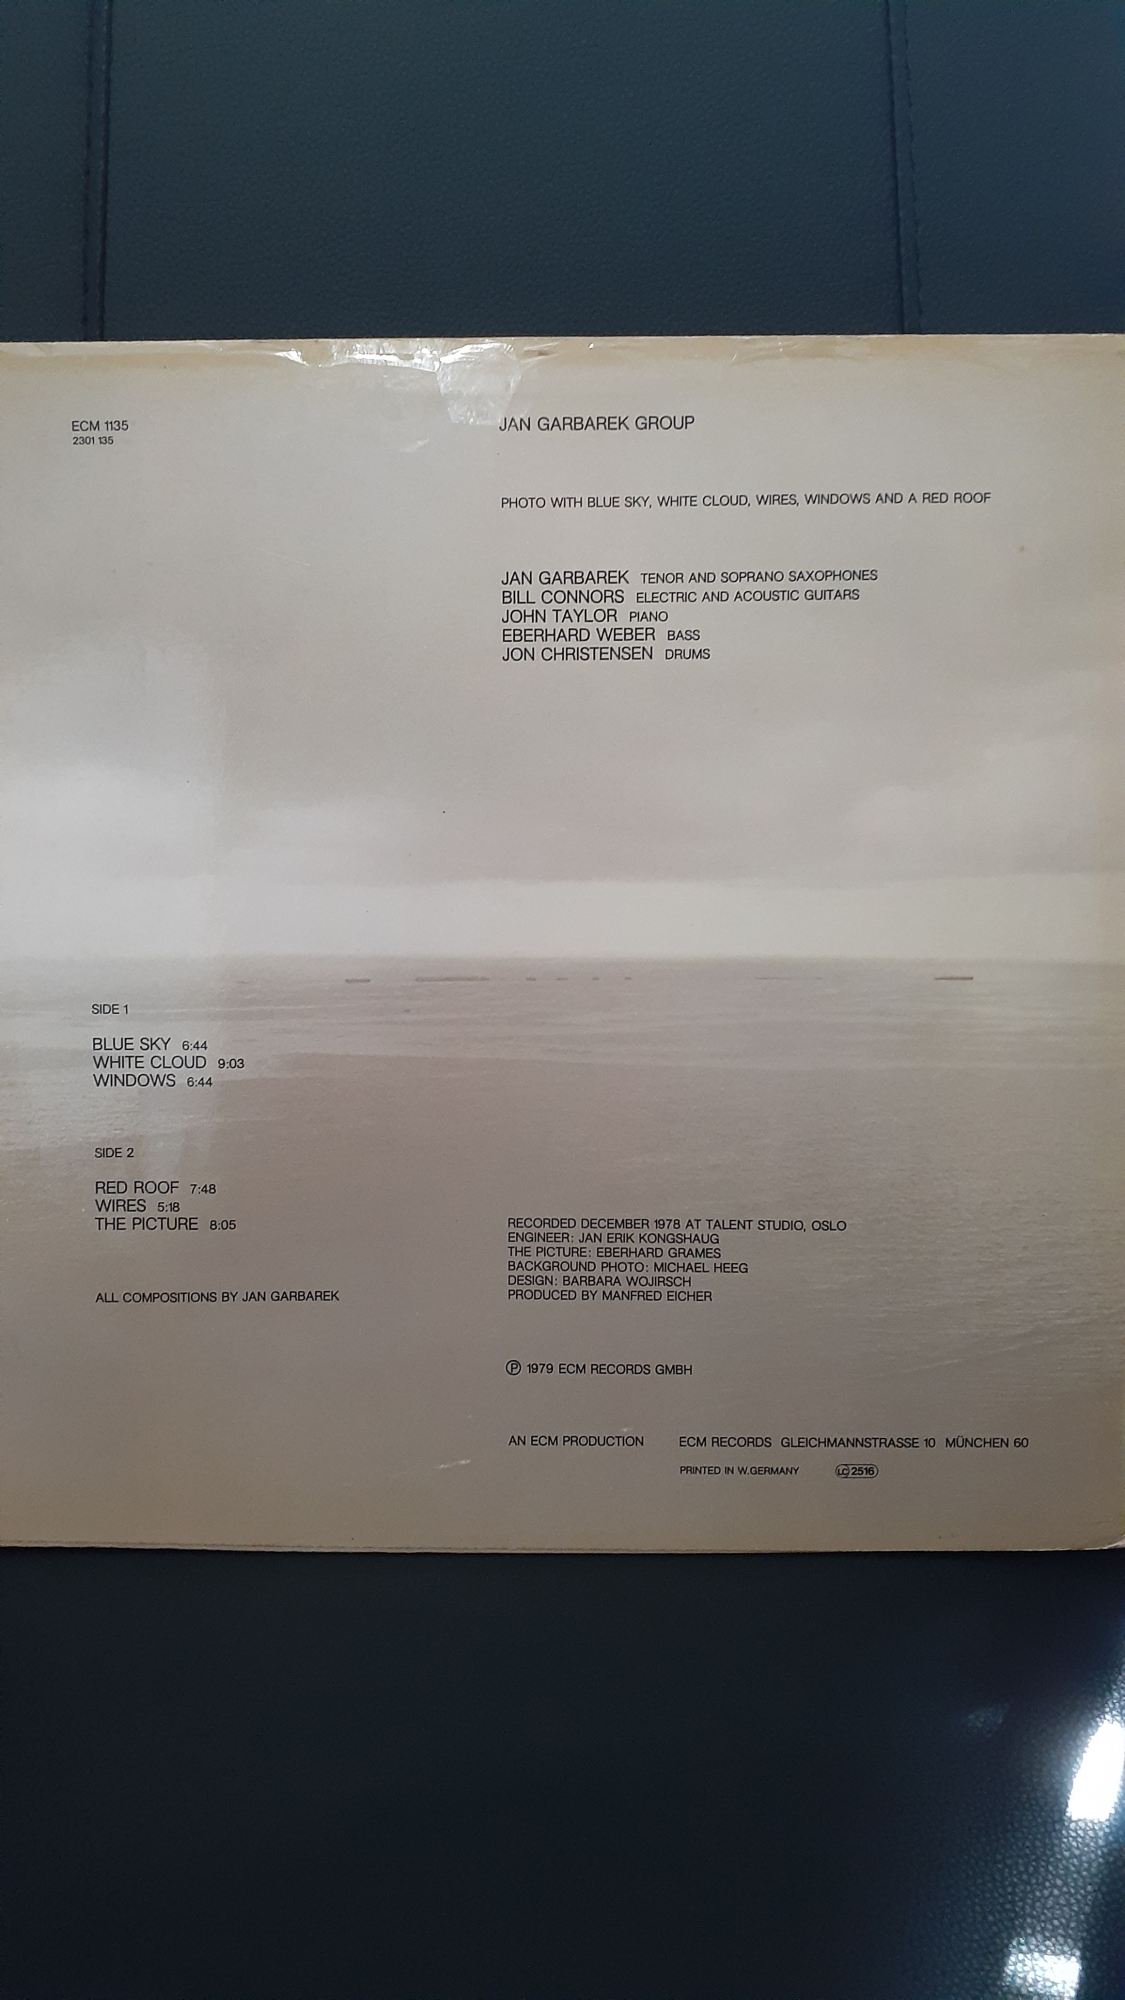 ECM 1135
2301 135
JAN GARBAREK GROUP
PHOTO WITH BLUE SKY, WHITE CLOUD, WIRES, WINDOWS AND A RED ROOF
JAN GARBAREK TENOR AND SOPRANO SAXOPHONES
BILL CONNORS ELECTRIC AND ACOUSTIC GUITARS
JOHN TAYLOR PIANO
EBERHARD WEBER BASS
JON CHRISTENSEN DRUMS
SIDE 1
BLUE SKY 6:44
WHITE CLOUD 9:03
WINDOWS 6:44
SIDE 2
RED ROOF 7:48
WIRES 5:18
THE PICTURE 8:05
ALL COMPOSITIONS BY JAN GARBAREK
RECORDED DECEMBER 1978 AT TALENT STUDIO, OSLO
ENGINEER: JAN ERIK KONGSHAUG
THE PICTURE: EBERHARD GRAMES
BACKGROUND PHOTO: MICHAEL HEEG
DESIGN: BARBARA WOJIRSCH
PRODUCED BY MANFRED EICHER
Ⓟ 1979 ECM RECORDS GMBH
AN ECM PRODUCTION ECM RECORDS GLEICHMANNSTRASSE 10 MÜNCHEN 60
PRINTED IN W.GERMANY LC 2516